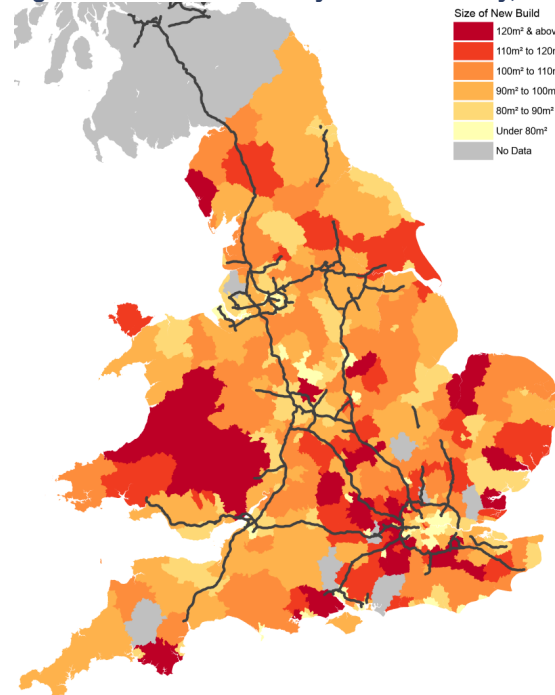 Size of New Build
120m² & abov
110m² to 120m
100m² to 110m
90m² to 100m
80m² to 90m²
Under 80m²
No Data